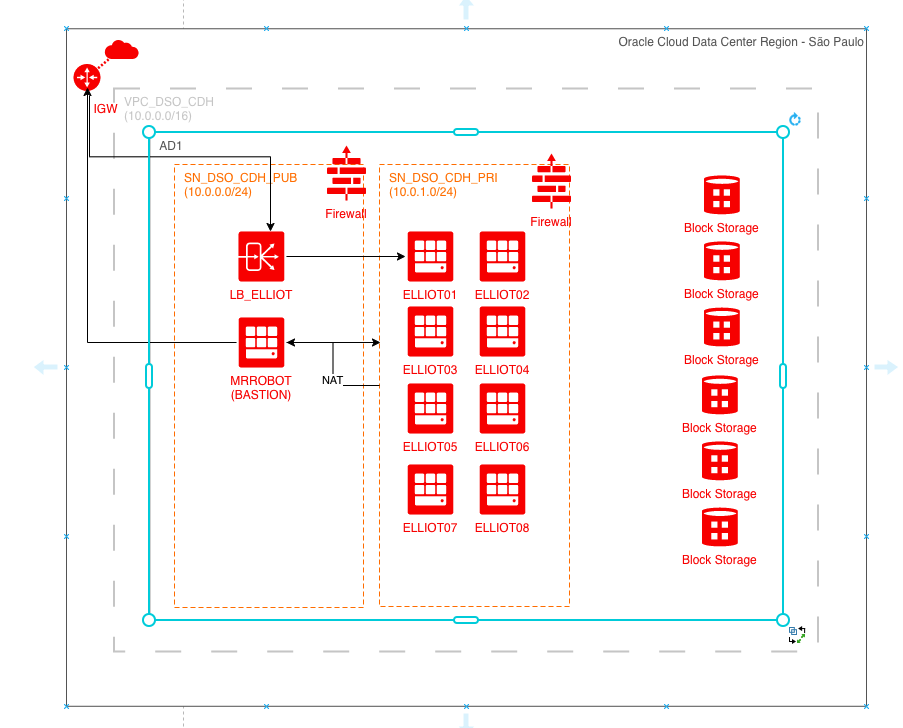 Oracle Cloud Data Center Region - São Paulo
IGW
VPC_DSO_CDH
(10.0.0.0/16)
AD1
SN_DSO_CDH_PUB
(10.0.0.0/24)
Firewall
SN_DSO_CDH_PRI
(10.0.1.0/24)
Firewall
LB_ELLIOT
MRROBOT
(BASTION)
NAT
ELLIOT01
ELLIOT02
ELLIOT03
ELLIOT04
ELLIOT05
ELLIOT06
ELLIOT07
ELLIOT08
Block Storage
Block Storage
Block Storage
Block Storage
Block Storage
Block Storage